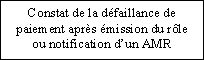 Constat de la défaillance de
paiement après émission du rôle
ou notification d'un AMR